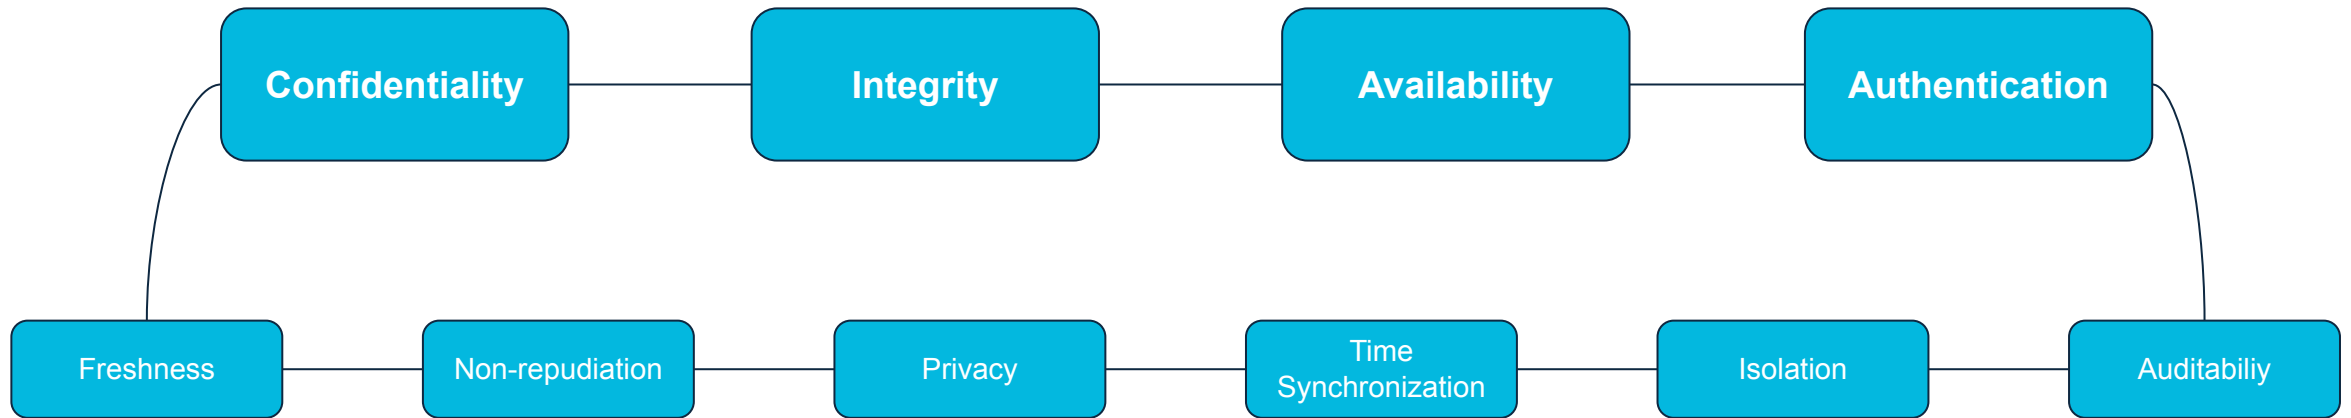 Confidentiality
Integrity
Availability
Authentication
Freshness
Non-repudiation
Privacy
Time
Synchronization
Isolation
Auditabiliy